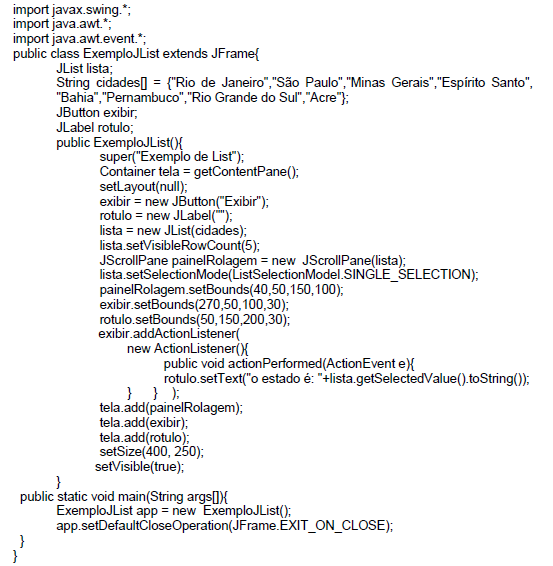 import javax.swing.*;
import java.awt.*;
import java.awt.event.*;
public class ExemploJList extends JFrame{
JList lista;
String cidades[] = {"Rio de Janeiro","São Paulo","Minas Gerais","Espírito Santo",
"Bahia","Pernambuco","Rio Grande do Sul","Acre"};
JButton exibir;
JLabel rotulo;
public ExemploJList(){
super("Exemplo de List");
Container tela = getContentPane();
setLayout(null);
exibir = new JButton("Exibir");
rotulo = new JLabel("");
lista = new JList(cidades);
lista.setVisibleRowCount(5);
JScrollPane painelRolagem = new JScrollPane(lista);
lista.setSelectionMode(ListSelectionModel.SINGLE_SELECTION);
painelRolagem.setBounds(40,50,150,100);
exibir.setBounds(270,50,100,30);
rotulo.setBounds(50,150,200,30);
exibir.addActionListener(
new ActionListener(){
public void actionPerformed(ActionEvent e){
rotulo.setText("o estado é: "+lista.getSelectedValue().toString());
} } );
tela.add(painelRolagem);
tela.add(exibir);
tela.add(rotulo);
setSize(400, 250);
setVisible(true);
}
public static void main(String args[]){
ExemploJList app = new ExemploJList();
app.setDefaultCloseOperation(JFrame.EXIT_ON_CLOSE);
}
}